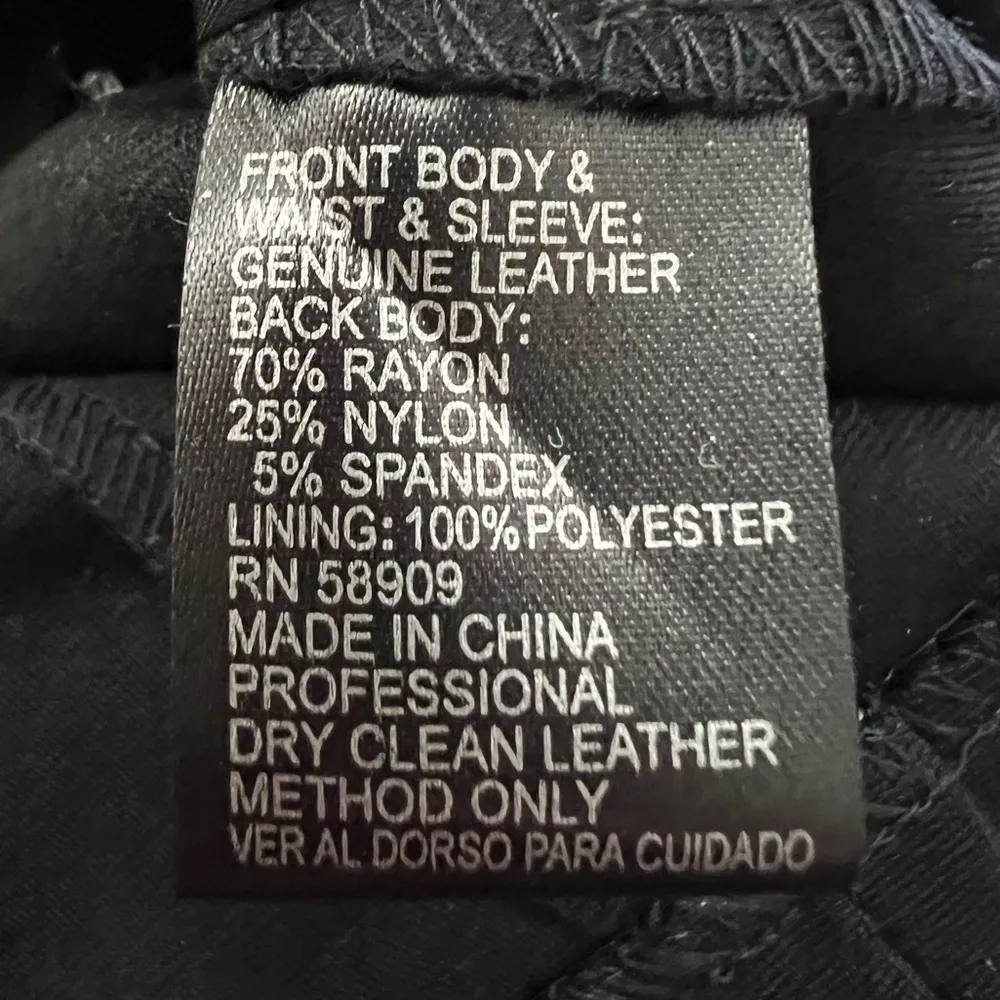 FRONT BODY &
WAIST & SLEEVE:
GENUINE LEATHER
BACK BODY:
70% RAYON
25% NYLON
5% SPANDEX
LINING: 100% POLYESTER
RN 58909
MADE IN CHINA
PROFESSIONAL
DRY CLEAN LEATHER
METHOD ONLY
VER AL DORSO PARA CUIDADO